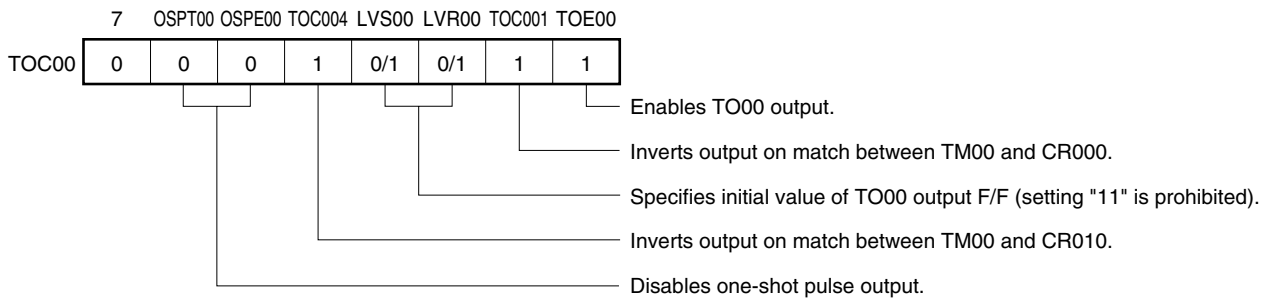 7 OSPT00 OSPE00 TOC004 LVS00 LVR00 TOC001 TOE00
TOC00 0 0 0 1 0/1 0/1 1 1
Enables TO00 output.
Inverts output on match between TM00 and CR000.
Specifies initial value of TO00 output F/F (setting "11" is prohibited).
Inverts output on match between TM00 and CR010.
Disables one-shot pulse output.